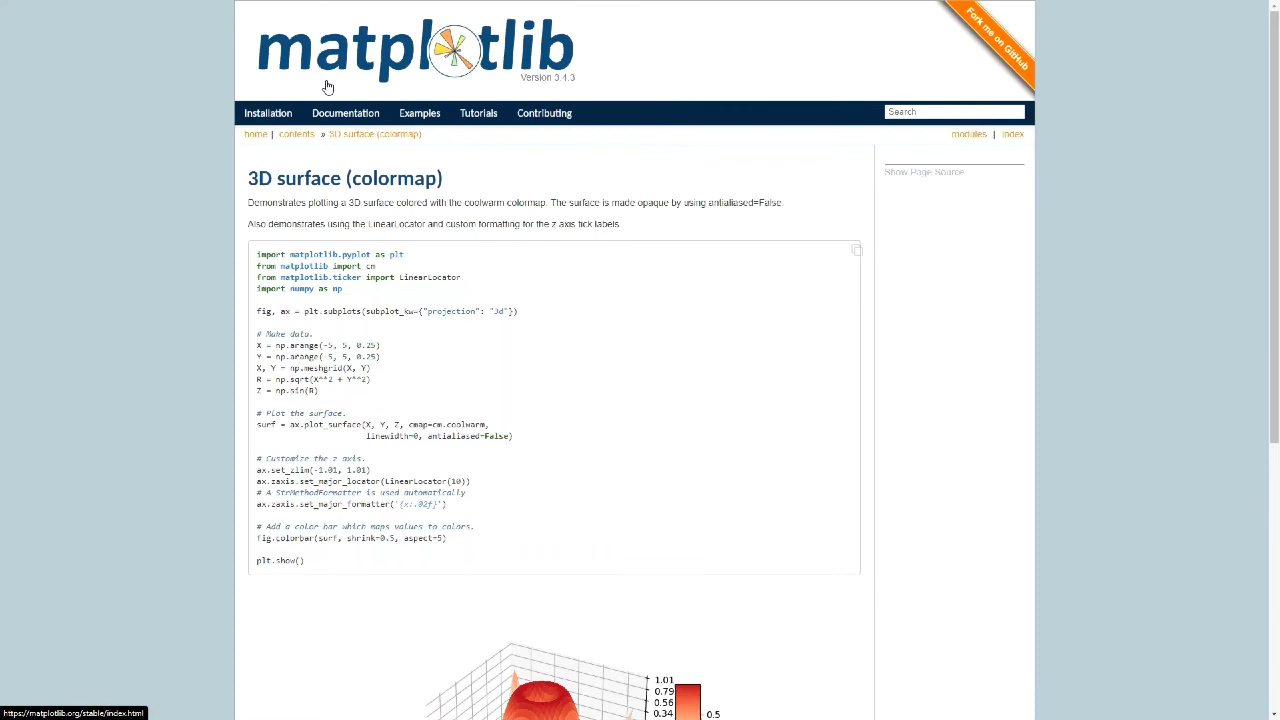 matplotlib
Version 3.4.3
Fork me on GitHub
Installation Documentation Examples Tutorials Contributing Search
home | contents » 3D surface (colormap) modules | index
3D surface (colormap)
Show Page Source
Demonstrates plotting a 3D surface colored with the coolwarm colormap. The surface is made opaque by using antialiased=False.
Also demonstrates using the LinearLocator and custom formatting for the z axis tick labels
import matplotlib.pyplot as plt
from matplotlib import cm
from matplotlib.ticker import LinearLocator
import numpy as np
fig, ax = plt.subplots(subplot_kw={"projection": "3d"})
# Make data.
X = np.arange(-5, 5, 0.25)
Y = np.arange(-5, 5, 0.25)
X, Y = np.meshgrid(X, Y)
R = np.sqrt(X**2 + Y**2)
Z = np.sin(R)
# Plot the surface.
surf = ax.plot_surface(X, Y, Z, cmap=cm.coolwarm,
linewidth=0, antialiased=False)
# Customize the z axis.
ax.set_zlim(-1.01, 1.01)
ax.zaxis.set_major_locator(LinearLocator(10))
# A StrMethodFormatter is used automatically
ax.zaxis.set_major_formatter('{x:.02f}')
# Add a color bar which maps values to colors.
fig.colorbar(surf, shrink=0.5, aspect=5)
plt.show()
1.01
0.79
0.56
0.34
0.5
https://matplotlib.org/stable/index.html